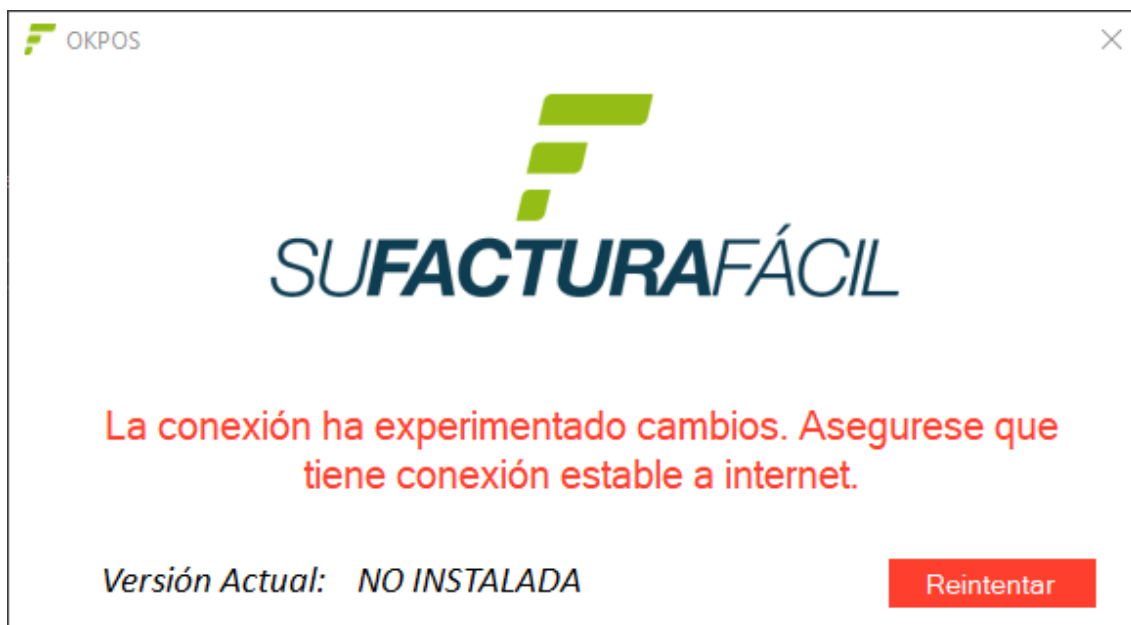 OKPOS
SUFACTURAFÁCIL
La conexión ha experimentado cambios. Asegurese que
tiene conexión estable a internet.
Versión Actual: NO INSTALADA
Reintentar